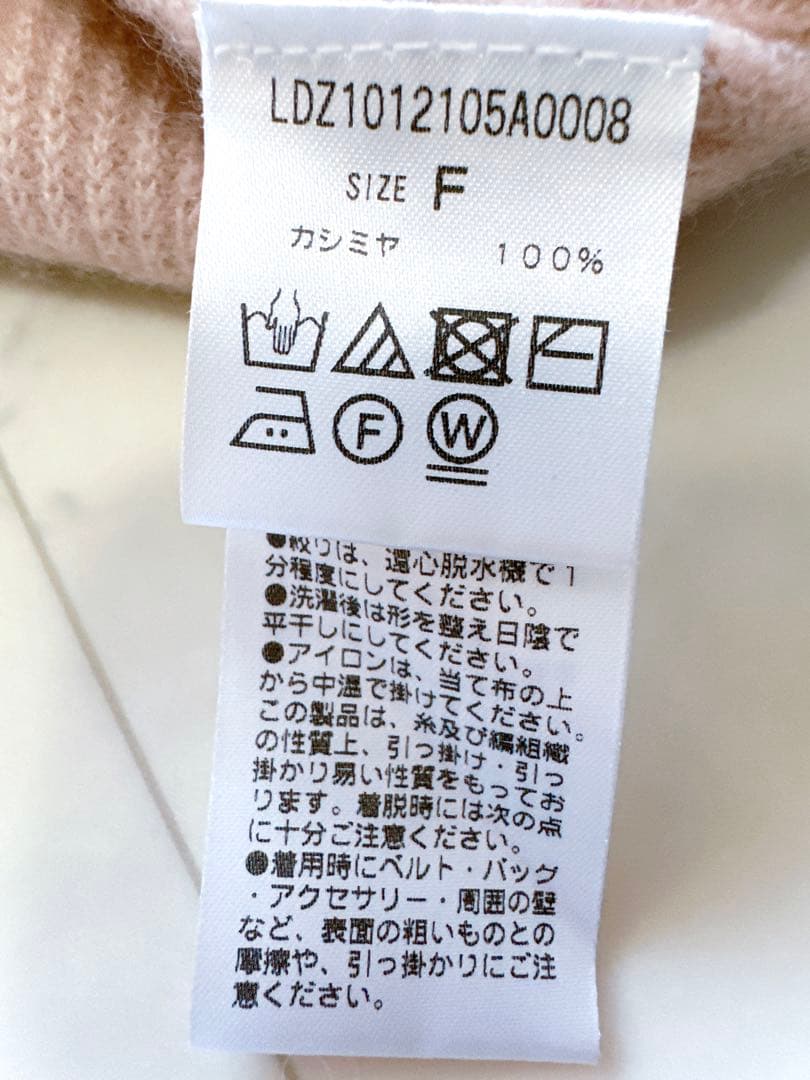 LDZ1012105A0008
SIZE F
カシミヤ 100%
F W
●絞りは、遠心脱水機で1
分程度にしてください。
●洗濯後は形を整え日陰で
平干しにしてください。
●アイロンは、当て布の上
から中温で掛けてください。
この製品は、糸及び編組織
の性質上、引っ掛け・引っ
掛かり易い性質をもってお
ります。着脱時には次の点
に十分ご注意ください。
●着用時にベルト・バッグ
・アクセサリー・周囲の壁
など、表面の粗いものとの
摩擦や、引っ掛かりにご注
意ください。